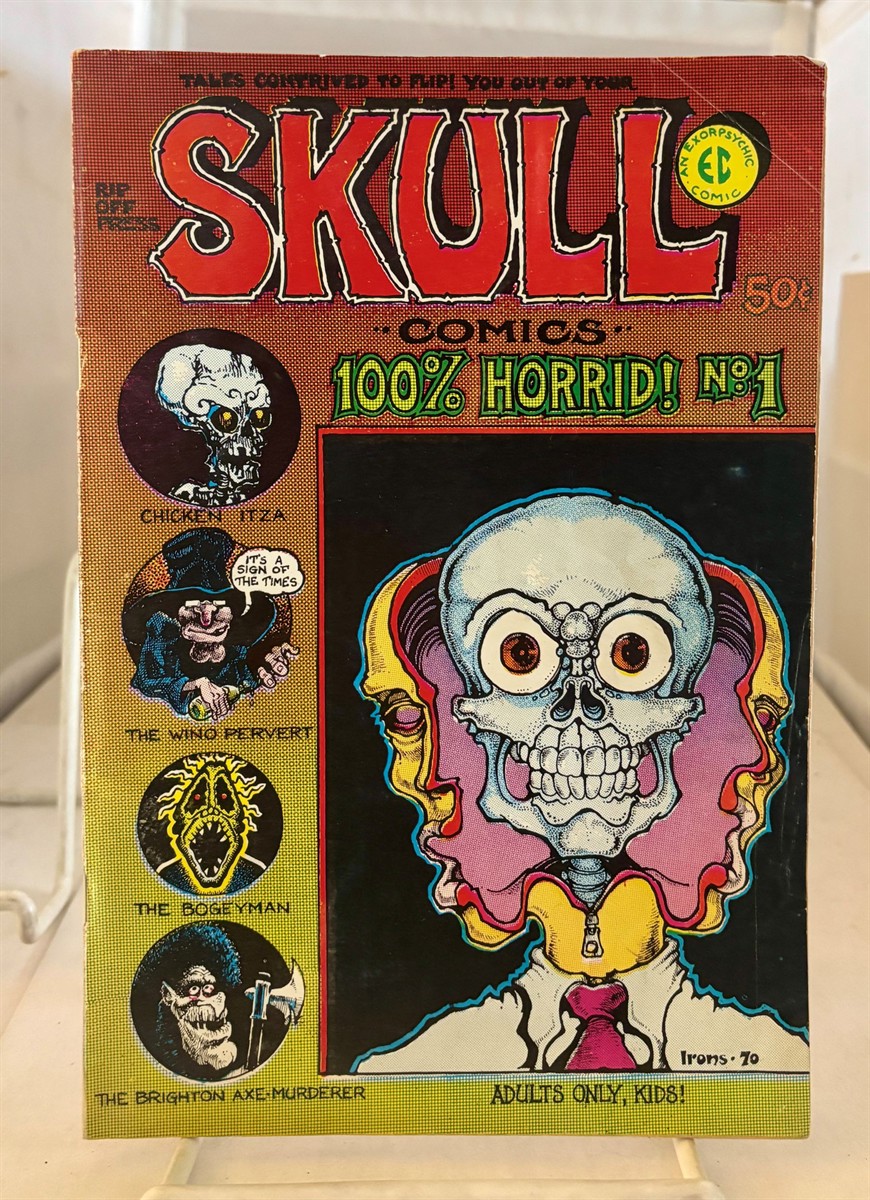 TALES CONTRIVED TO FLIP! YOU OUT OF YOUR
SKULL
AN EXORPSYCHIC
EC
COMIC
RIP
OFF
PRESS
50¢
COMICS
100% HORRID! Nº1
CHICKEN ITZA
IT'S A
SIGN OF
THE TIMES
THE WINO PERVERT
THE BOGEYMAN
THE BRIGHTON AXE-MURDERER
Irons·70
ADULTS ONLY, KIDS!